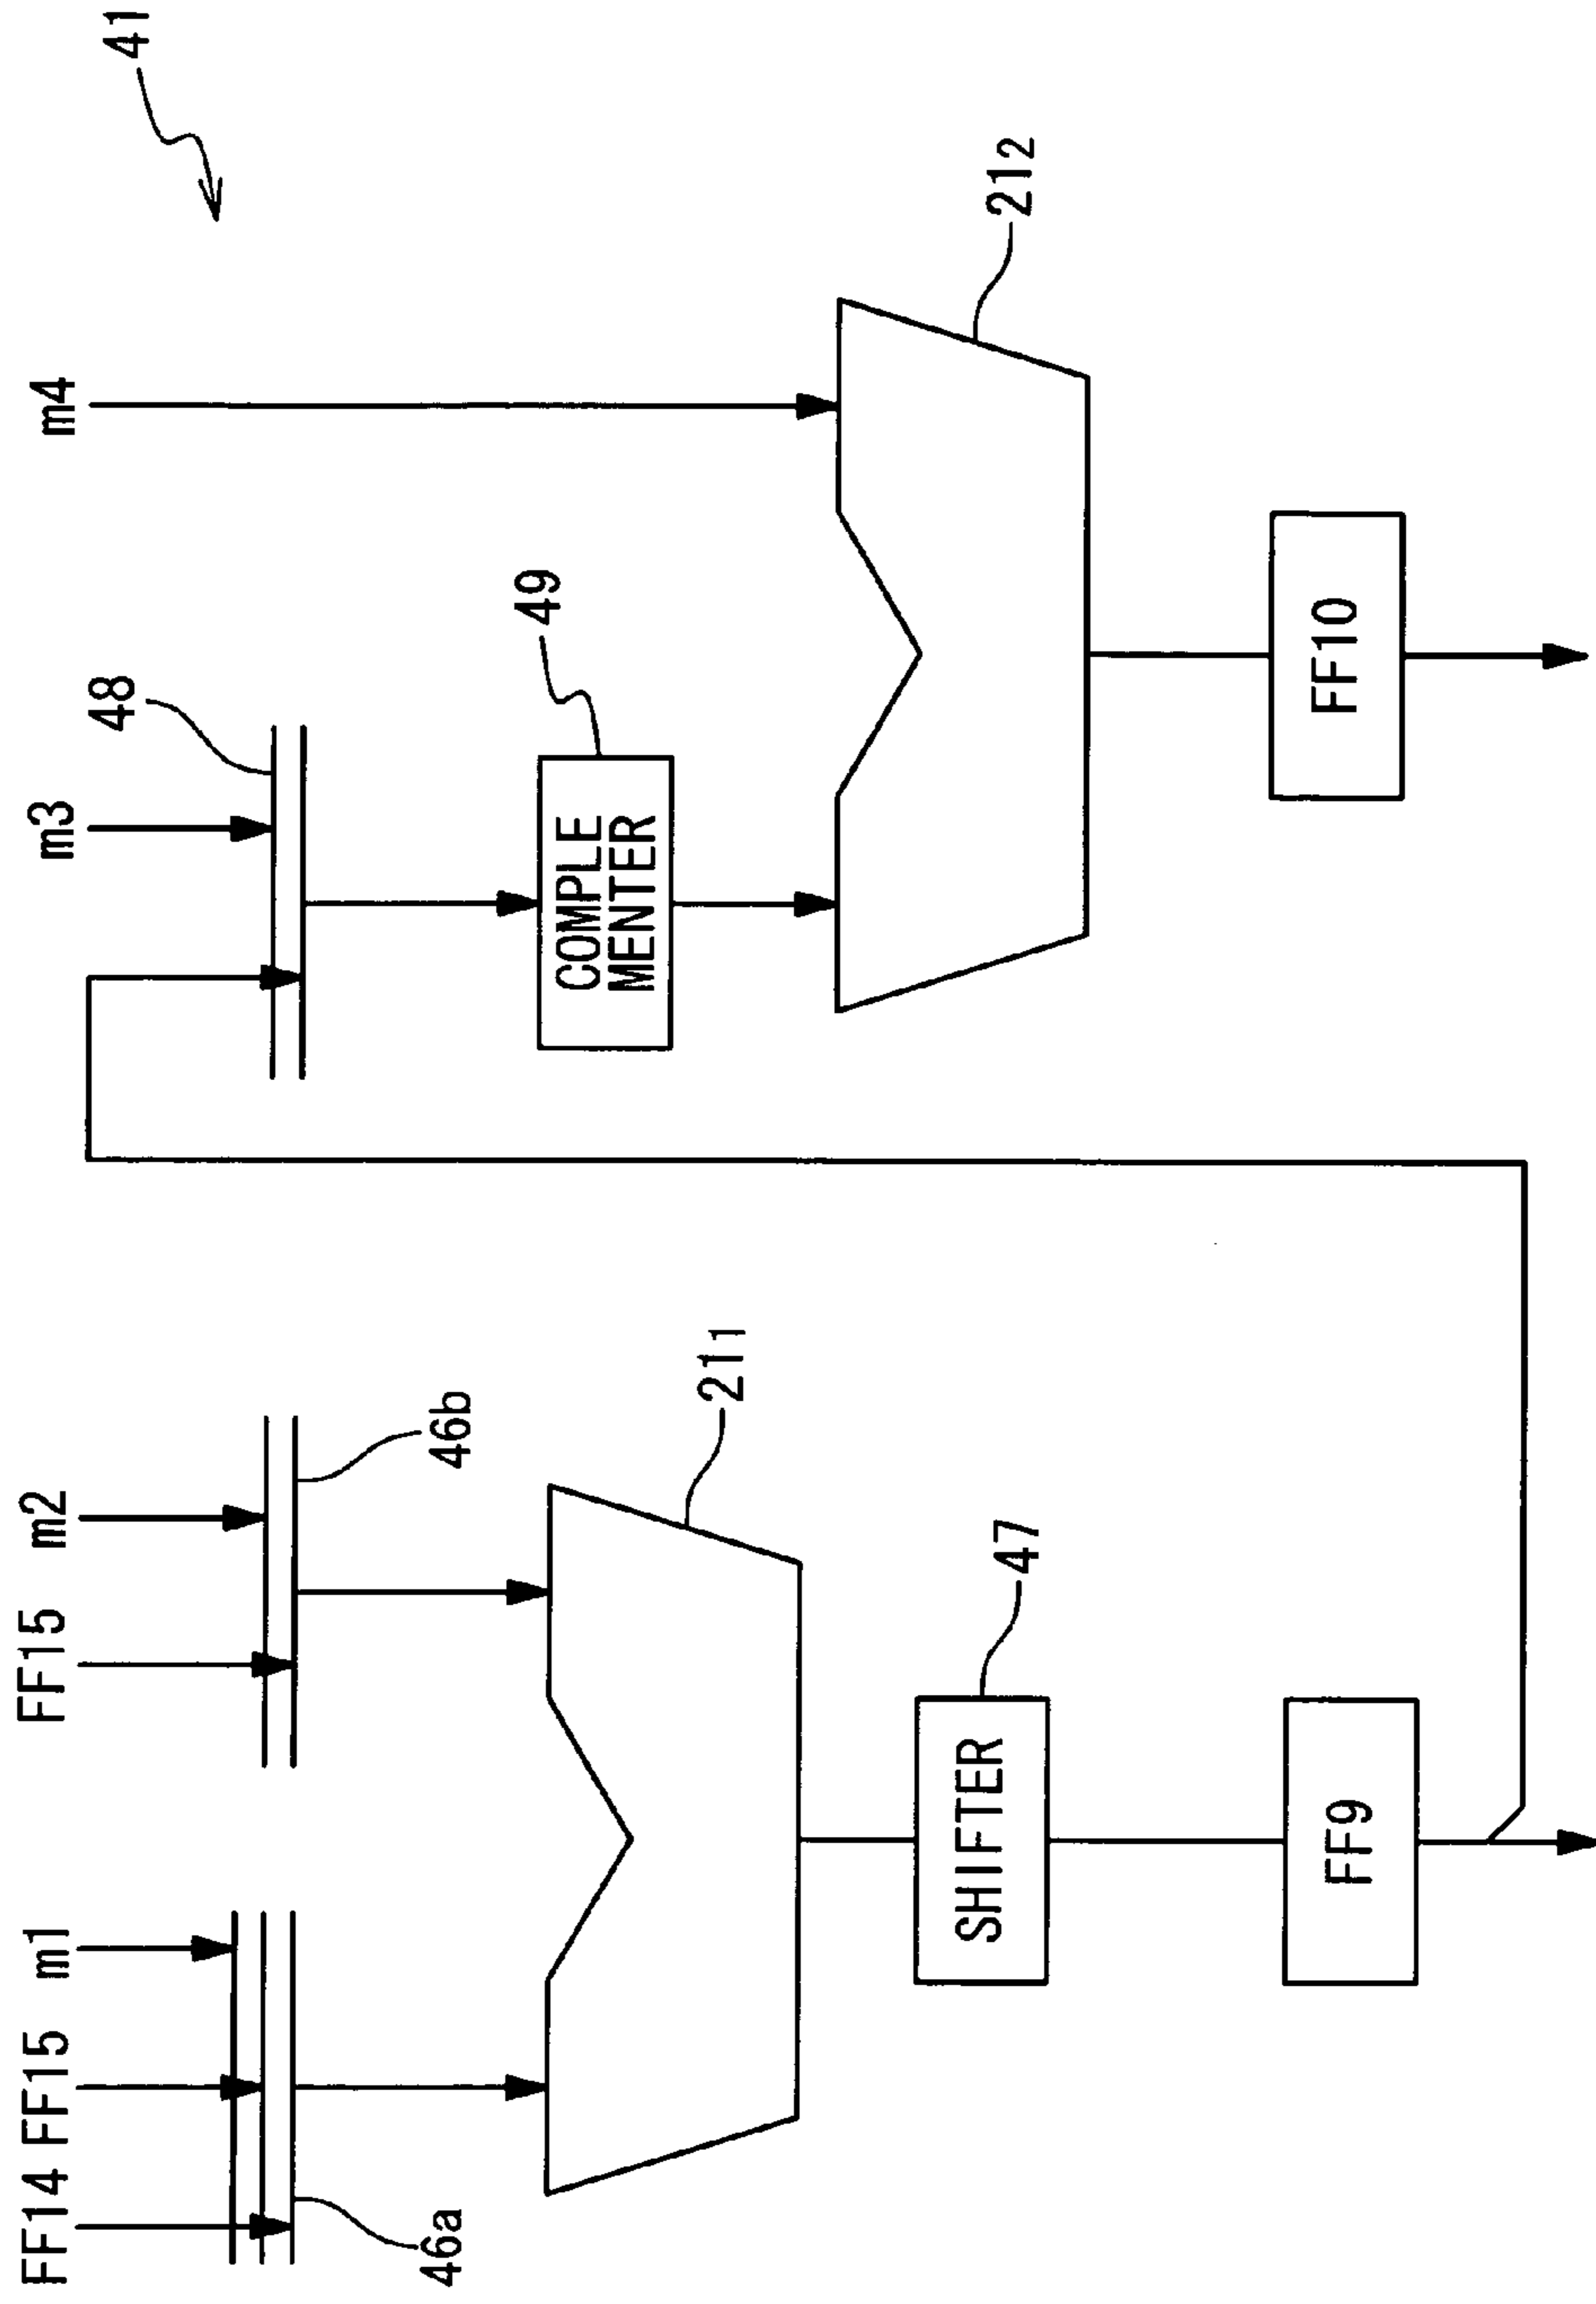 41
FF14 FF15 m1
FF15 m2
m3
m4
46a
46b
48
49
COMPLE
MENTER
211
212
SHIFTER
47
FF9
FF10